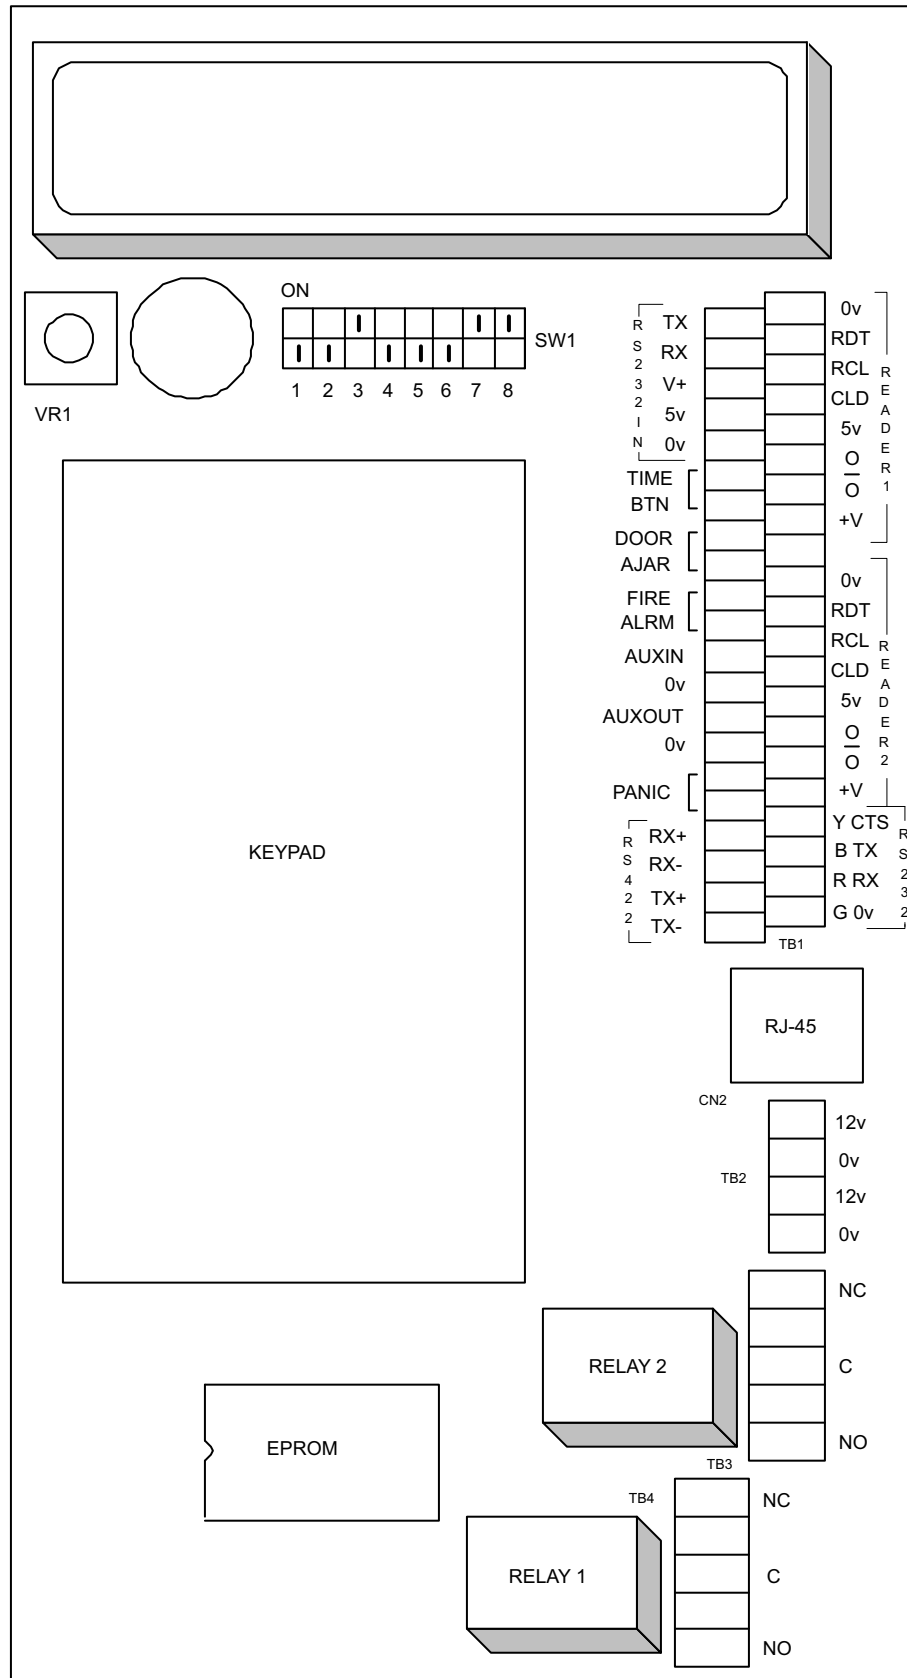 ON
SW1
1 2 3 4 5 6 7 8
VR1
RS232IN
TX
RX
V+
5v
0v
TIME
BTN
DOOR
AJAR
FIRE
ALRM
AUXIN
0v
AUXOUT
0v
PANIC
RS422
RX+
RX-
TX+
TX-
0v
RDT
RCL
CLD
5v
O
O
+V
READER1
0v
RDT
RCL
CLD
5v
O
O
+V
READER2
Y CTS
B TX
R RX
G 0v
RS232
TB1
KEYPAD
RJ-45
CN2
TB2
12v
0v
12v
0v
RELAY 2
NC
C
NO
TB3
EPROM
TB4
RELAY 1
NC
C
NO